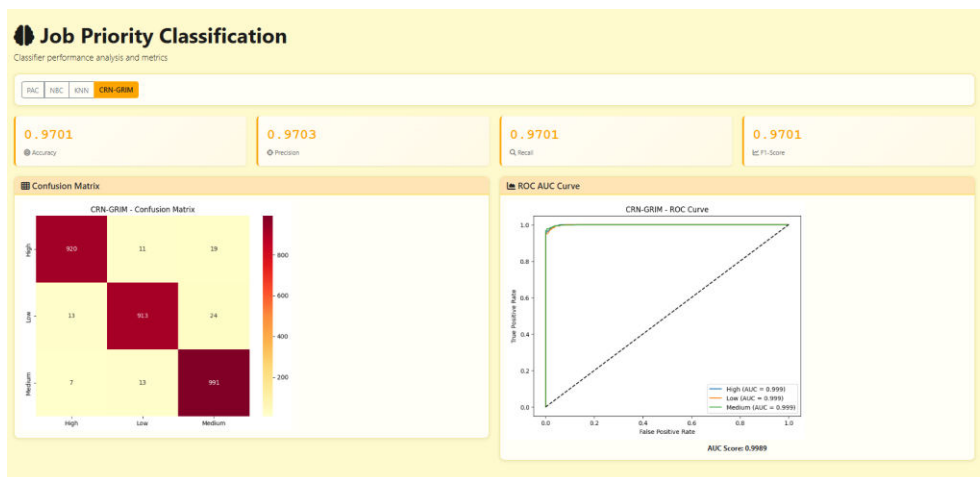 Job Priority Classification
Classifier performance analysis and metrics
PAC NBC KNN CRN-GRIM
0.9701
Accuracy
0.9703
Precision
0.9701
Recall
0.9701
F1-Score
Confusion Matrix
CRN-GRIM - Confusion Matrix
High
920 11 19
Low
13 913 24
Medium
7 13 991
High Low Medium
800
600
400
200
ROC AUC Curve
CRN-GRIM - ROC Curve
True Positive Rate
1.0
0.8
0.6
0.4
0.2
0.0
High (AUC = 0.999)
Low (AUC = 0.999)
Medium (AUC = 0.999)
0.0 0.2 0.4 0.6 0.8 1.0
False Positive Rate
AUC Score: 0.9989